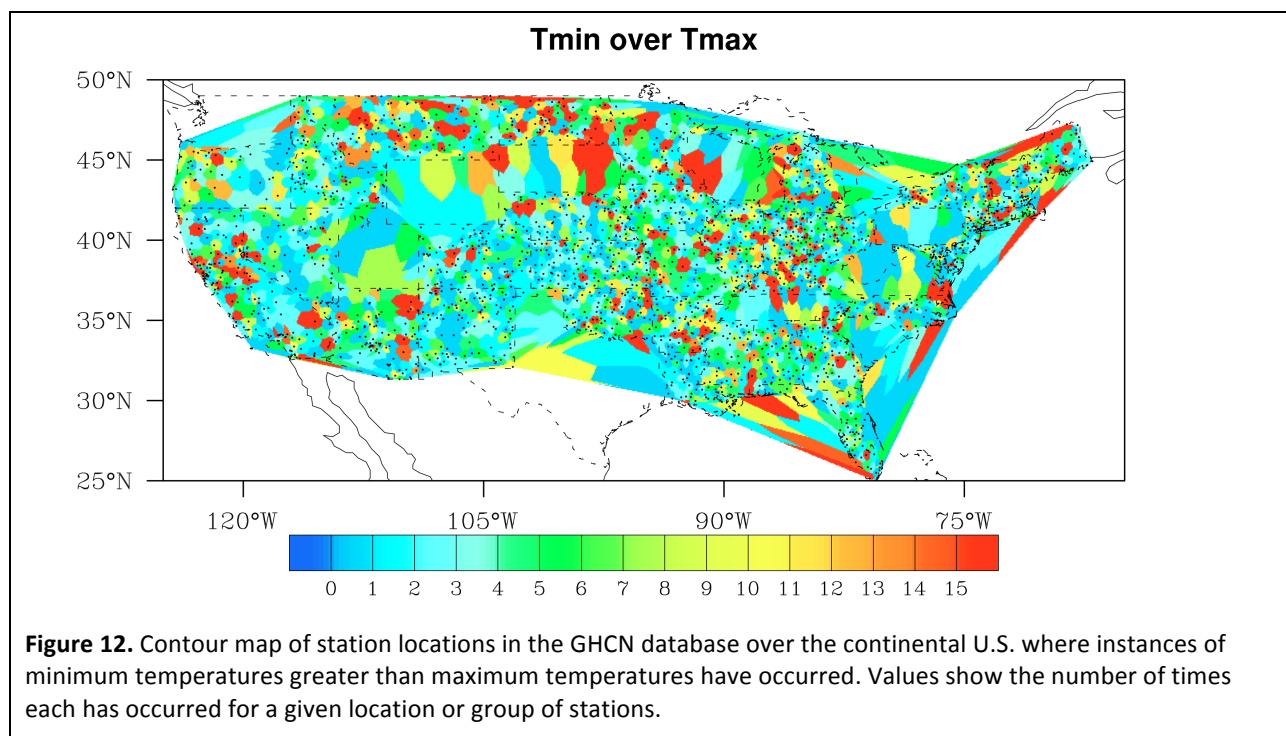 Tmin over Tmax
50°N
45°N
40°N
35°N
30°N
25°N
120°W 105°W 90°W 75°W
0 1 2 3 4 5 6 7 8 9 10 11 12 13 14 15
Figure 12. Contour map of station locations in the GHCN database over the continental U.S. where instances of
minimum temperatures greater than maximum temperatures have occurred. Values show the number of times
each has occurred for a given location or group of stations.